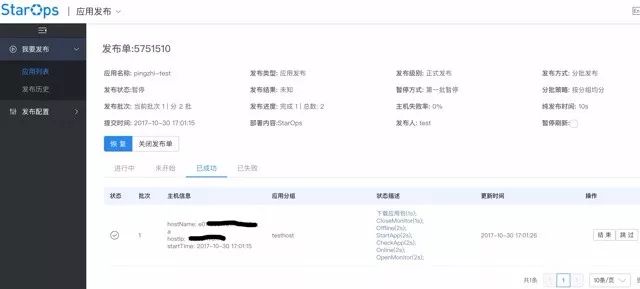 StarOps 应用发布 En
我要发布
发布单:5751510
应用列表
发布历史
发布配置
应用名称: pingzhi-test 发布类型: 应用发布 发布级别: 正式发布 发布方式: 分批发布
发布状态:暂停 发布结果: 未知 暂停方式: 第一批暂停 分批策略: 按分组均分
发布批次: 当前批次 1 | 分 2 批 发布进度: 完成 1 | 总数: 2 主机失败率: 0% 纯发布时间: 10s
提交时间: 2017-10-30 17:01:15 部署内容:StarOps 发布人: test 暂停刷新:
恢 复 关闭发布单
进行中 未开始 已成功 已失败
状态 批次 主机信息 应用分组 状态描述 更新时间 操作
1 hostName: e0
a
hostIp:
startTime: 2017-10-30 17:01:15
testhost
下载应用包(1s);
CloseMonitor(1s);
Offline(2s);
StartApp(2s);
CheckApp(2s);
Online(2s);
OpenMonitor(2s);
2017-10-30 17:01:26
结 束 跳 过
共1条 < 1 > 10条/页